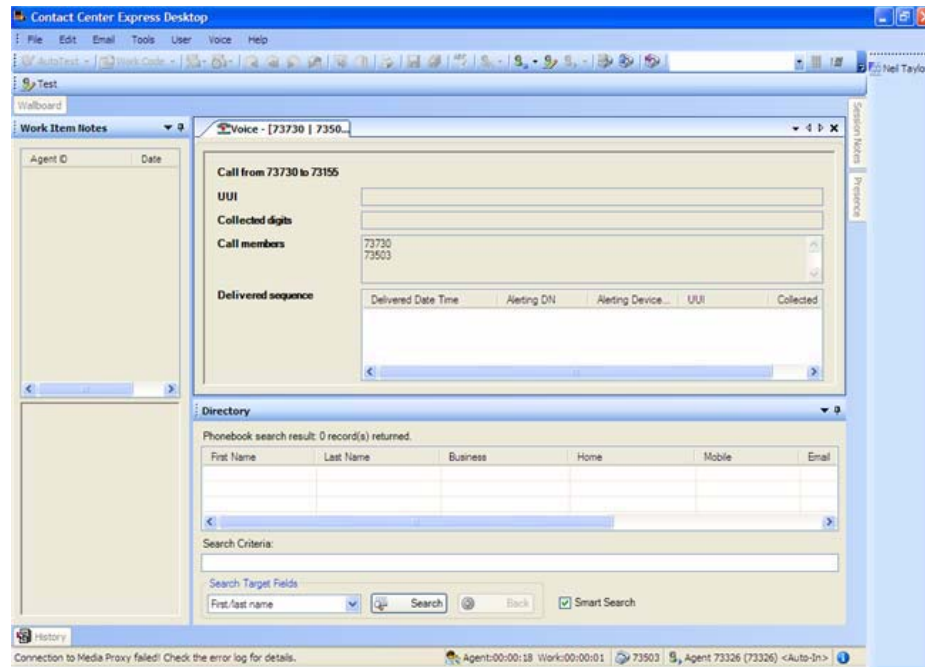 Contact Center Express Desktop
File Edit Email Tools User Voice Help
AutoText Work Code
Test
Neil Taylo
Wallboard
Work Item Notes
Agent ID Date
Voice - [73730 | 7350...
Call from 73730 to 73155
UUI
Collected digits
Call members
73730
73503
Delivered sequence
Delivered Date Time Alerting DN Alerting Device... UUI Collected
Session Notes
Presence
Directory
Phonebook search result: 0 record(s) returned.
First Name Last Name Business Home Mobile Email
Search Criteria:
Search Target Fields
First/last name Search Back Smart Search
History
Connection to Media Proxy failed! Check the error log for details. Agent:00:00:18 Work:00:00:01 73503 Agent 73326 (73326) <Auto-In>